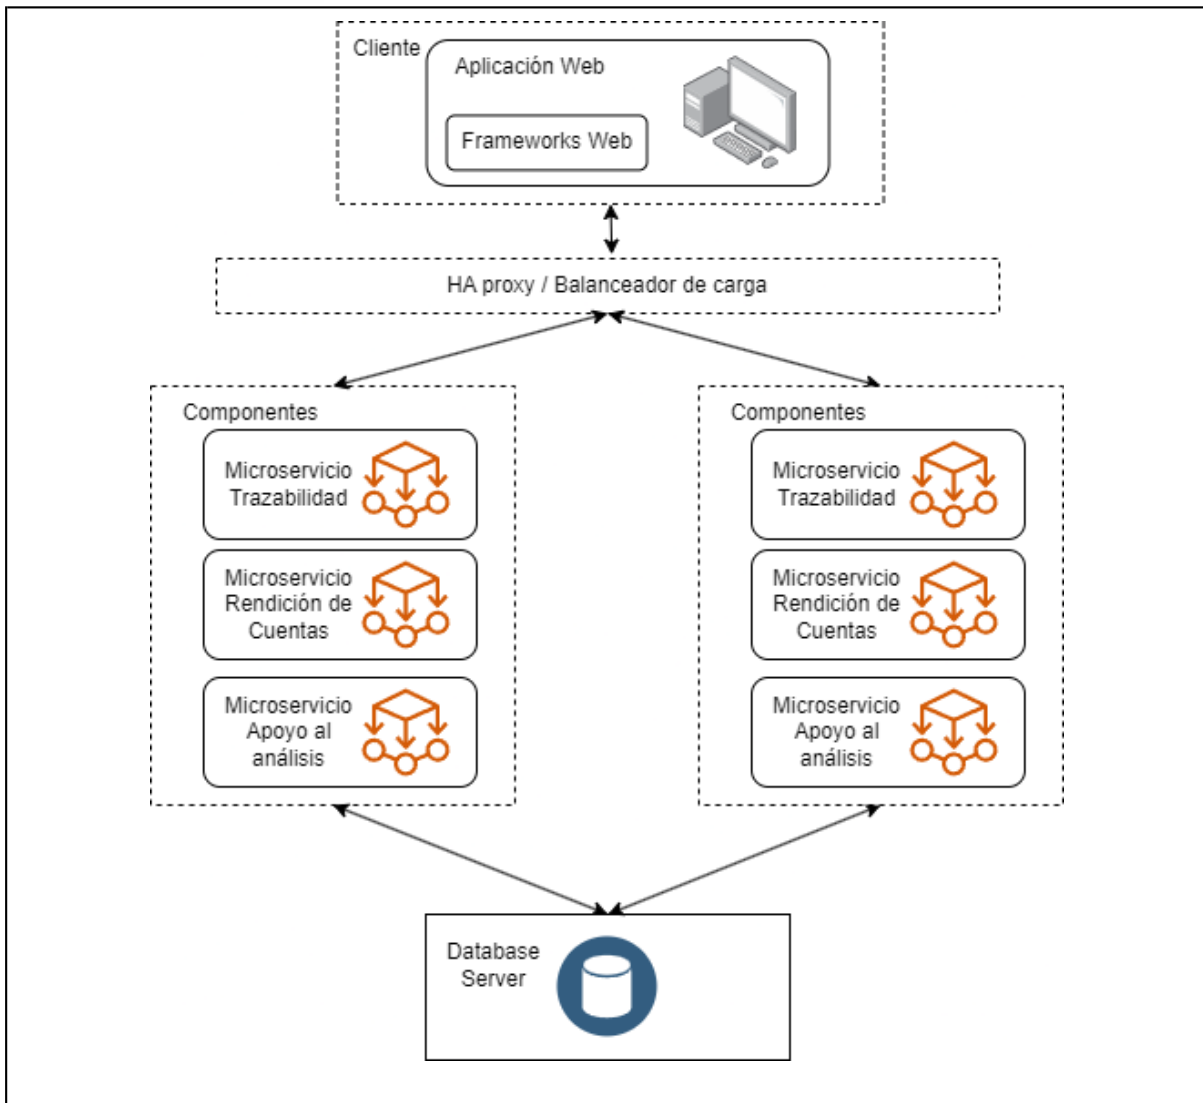 Cliente
Aplicación Web
Frameworks Web
HA proxy / Balanceador de carga
Componentes
Microservicio
Trazabilidad
Microservicio
Rendición de
Cuentas
Microservicio
Apoyo al
análisis
Componentes
Microservicio
Trazabilidad
Microservicio
Rendición de
Cuentas
Microservicio
Apoyo al
análisis
Database
Server